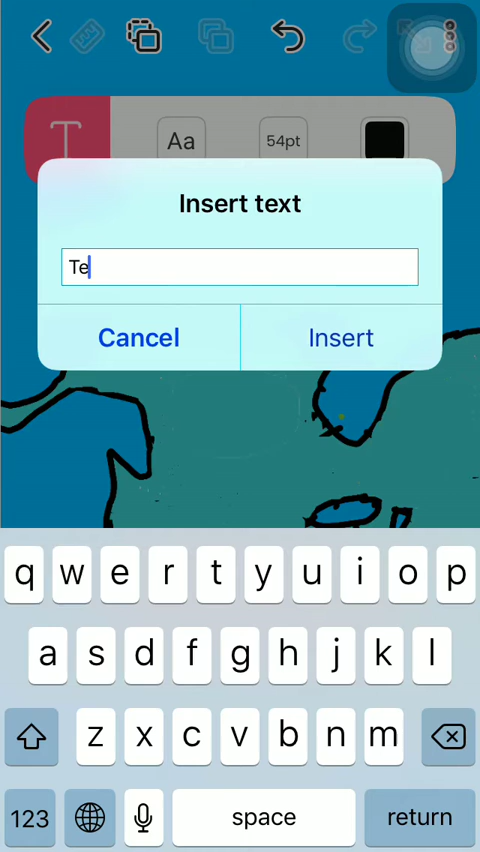 T
Aa
54pt
Insert text
Te
Cancel
Insert
q w e r t y u i o p
a s d f g h j k l
z x c v b n m
123
space
return